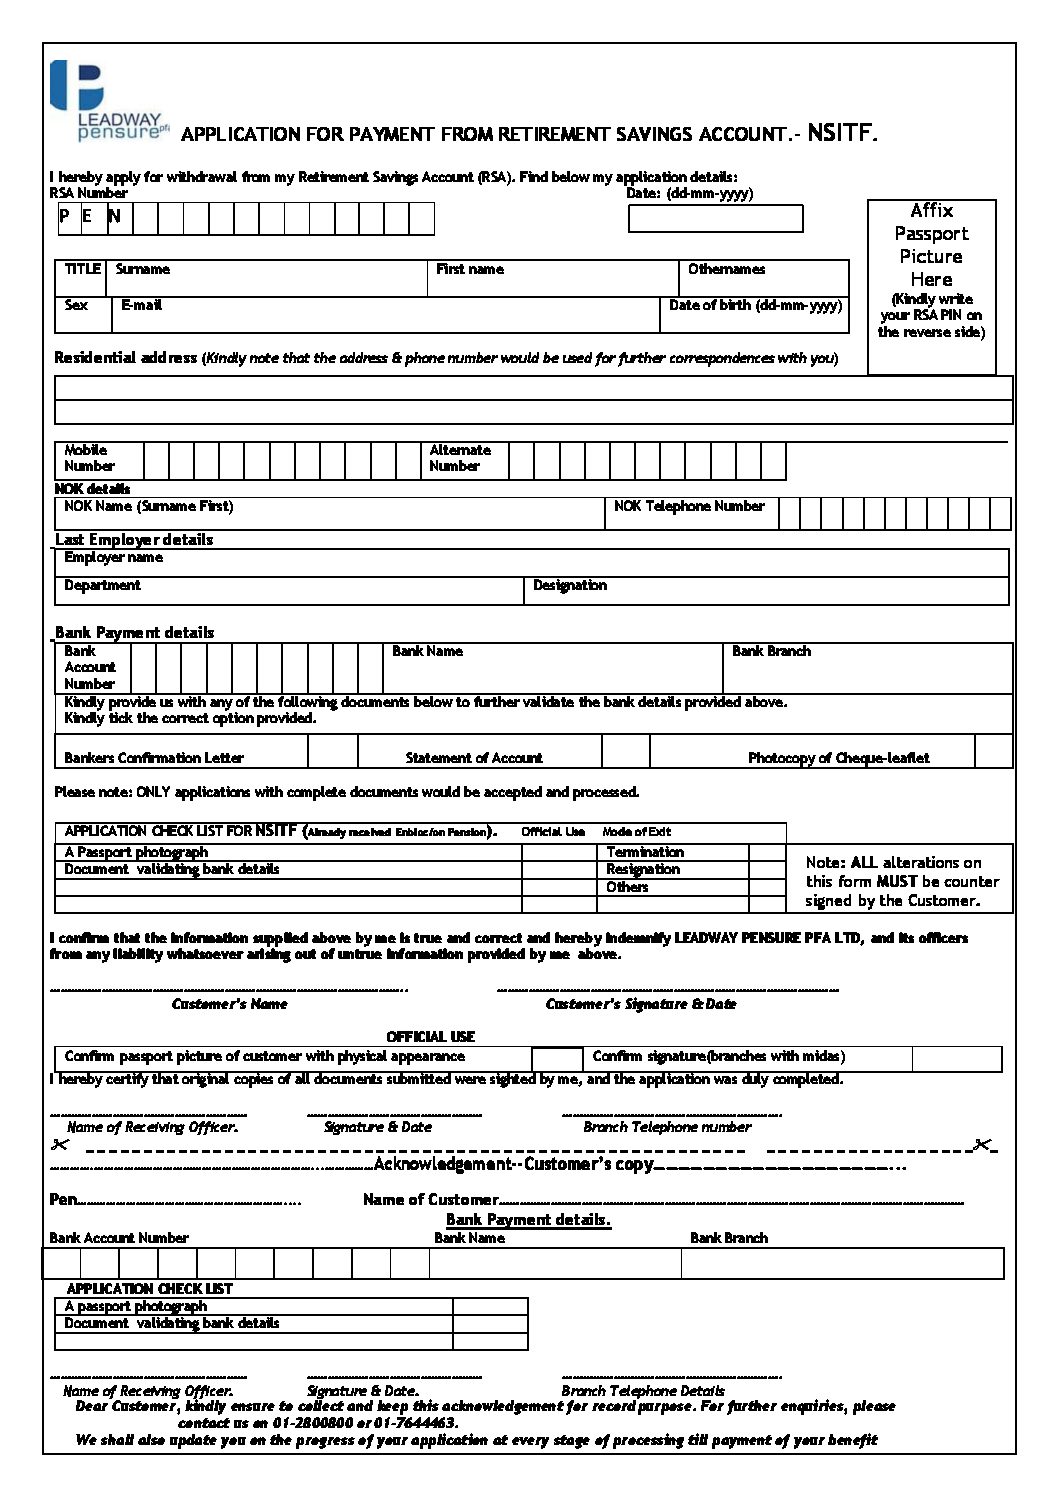 LEADWAY
pensure pfa
APPLICATION FOR PAYMENT FROM RETIREMENT SAVINGS ACCOUNT.- NSITF.
I hereby apply for withdrawal from my Retirement Savings Account (RSA). Find below my application details:
RSA Number Date: (dd-mm-yyyy)
P E N
Affix
Passport
Picture
Here
(Kindly write
your RSA PIN on
the reverse side)
TITLE Surname First name Othernames
Sex E-mail Date of birth (dd-mm-yyyy)
Residential address (Kindly note that the address & phone number would be used for further correspondences with you)
Mobile Number Alternate Number
NOK details
NOK Name (Surname First) NOK Telephone Number
Last Employer details
Employer name
Department Designation
Bank Payment details
Bank Account Number Bank Name Bank Branch
Kindly provide us with any of the following documents below to further validate the bank details provided above.
Kindly tick the correct option provided.
Bankers Confirmation Letter Statement of Account Photocopy of Cheque-leaflet
Please note: ONLY applications with complete documents would be accepted and processed.
APPLICATION CHECK LIST FOR NSITF (Already received Enbloc/on Pension). Official Use Mode of Exit
A Passport photograph Termination
Document validating bank details Resignation
Others
Note: ALL alterations on
this form MUST be counter
signed by the Customer.
I confirm that the information supplied above by me is true and correct and hereby indemnify LEADWAY PENSURE PFA LTD, and its officers
from any liability whatsoever arising out of untrue information provided by me above.
Customer's Name Customer's Signature & Date
OFFICIAL USE
Confirm passport picture of customer with physical appearance Confirm signature(branches with midas)
I hereby certify that original copies of all documents submitted were sighted by me, and the application was duly completed.
Name of Receiving Officer. Signature & Date Branch Telephone number
Acknowledgement--Customer's copy
Pen Name of Customer
Bank Payment details.
Bank Account Number Bank Name Bank Branch
APPLICATION CHECK LIST
A passport photograph
Document validating bank details
Name of Receiving Officer. Signature & Date. Branch Telephone Details
Dear Customer, kindly ensure to collect and keep this acknowledgement for record purpose. For further enquiries, please
contact us on 01-2800800 or 01-7644463.
We shall also update you on the progress of your application at every stage of processing till payment of your benefit